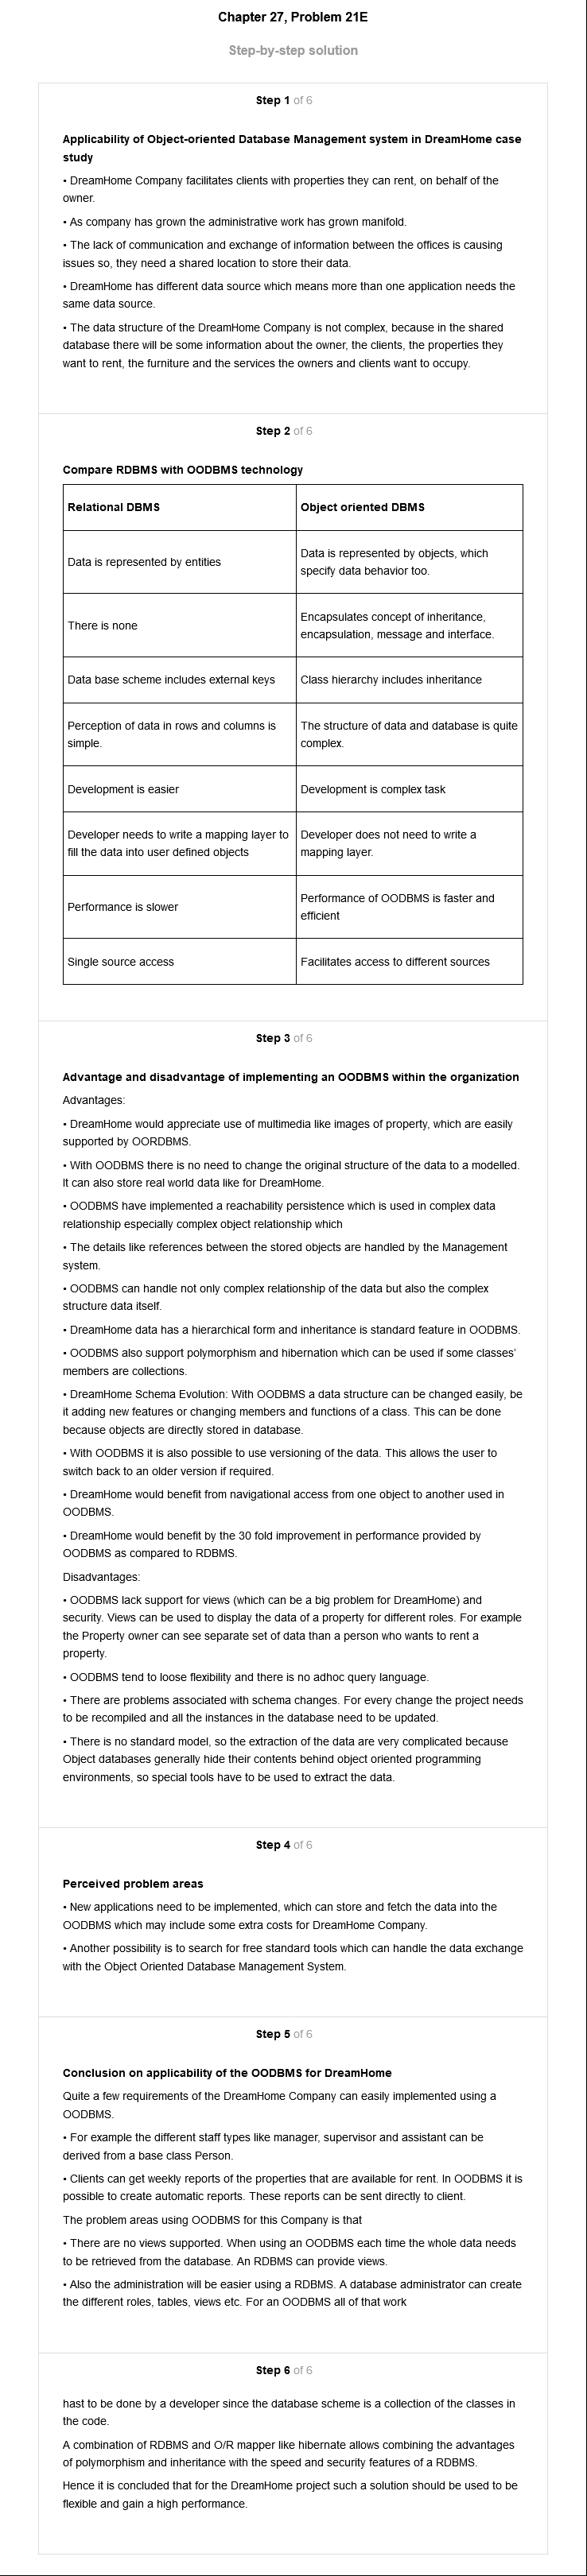 Chapter 27, Problem 21E
Step-by-step solution
Step 1 of 6
Applicability of Object-oriented Database Management system in DreamHome case
study
• DreamHome Company facilitates clients with properties they can rent, on behalf of the
owner.
• As company has grown the administrative work has grown manifold.
• The lack of communication and exchange of information between the offices is causing
issues so, they need a shared location to store their data.
• DreamHome has different data source which means more than one application needs the
same data source.
• The data structure of the DreamHome Company is not complex, because in the shared
database there will be some information about the owner, the clients, the properties they
want to rent, the furniture and the services the owners and clients want to occupy.
Step 2 of 6
Compare RDBMS with OODBMS technology
Relational DBMS
Object oriented DBMS
Data is represented by entities
Data is represented by objects, which
specify data behavior too.
There is none
Encapsulates concept of inheritance,
encapsulation, message and interface.
Data base scheme includes external keys
Class hierarchy includes inheritance
Perception of data in rows and columns is
simple.
The structure of data and database is quite
complex.
Development is easier
Development is complex task
Developer needs to write a mapping layer to
fill the data into user defined objects
Developer does not need to write a
mapping layer.
Performance is slower
Performance of OODBMS is faster and
efficient
Single source access
Facilitates access to different sources
Step 3 of 6
Advantage and disadvantage of implementing an OODBMS within the organization
Advantages:
• DreamHome would appreciate use of multimedia like images of property, which are easily
supported by OORDBMS.
• With OODBMS there is no need to change the original structure of the data to a modelled.
It can also store real world data like for DreamHome.
• OODBMS have implemented a reachability persistence which is used in complex data
relationship especially complex object relationship which
• The details like references between the stored objects are handled by the Management
system.
• OODBMS can handle not only complex relationship of the data but also the complex
structure data itself.
• DreamHome data has a hierarchical form and inheritance is standard feature in OODBMS.
• OODBMS also support polymorphism and hibernation which can be used if some classes'
members are collections.
• DreamHome Schema Evolution: With OODBMS a data structure can be changed easily, be
it adding new features or changing members and functions of a class. This can be done
because objects are directly stored in database.
• With OODBMS it is also possible to use versioning of the data. This allows the user to
switch back to an older version if required.
• DreamHome would benefit from navigational access from one object to another used in
OODBMS.
• DreamHome would benefit by the 30 fold improvement in performance provided by
OODBMS as compared to RDBMS.
Disadvantages:
• OODBMS lack support for views (which can be a big problem for DreamHome) and
security. Views can be used to display the data of a property for different roles. For example
the Property owner can see separate set of data than a person who wants to rent a
property.
• OODBMS tend to loose flexibility and there is no adhoc query language.
• There are problems associated with schema changes. For every change the project needs
to be recompiled and all the instances in the database need to be updated.
• There is no standard model, so the extraction of the data are very complicated because
Object databases generally hide their contents behind object oriented programming
environments, so special tools have to be used to extract the data.
Step 4 of 6
Perceived problem areas
• New applications need to be implemented, which can store and fetch the data into the
OODBMS which may include some extra costs for DreamHome Company.
• Another possibility is to search for free standard tools which can handle the data exchange
with the Object Oriented Database Management System.
Step 5 of 6
Conclusion on applicability of the OODBMS for DreamHome
Quite a few requirements of the DreamHome Company can easily implemented using a
OODBMS.
• For example the different staff types like manager, supervisor and assistant can be
derived from a base class Person.
• Clients can get weekly reports of the properties that are available for rent. In OODBMS it is
possible to create automatic reports. These reports can be sent directly to client.
The problem areas using OODBMS for this Company is that
• There are no views supported. When using an OODBMS each time the whole data needs
to be retrieved from the database. An RDBMS can provide views.
• Also the administration will be easier using a RDBMS. A database administrator can create
the different roles, tables, views etc. For an OODBMS all of that work
Step 6 of 6
hast to be done by a developer since the database scheme is a collection of the classes in
the code.
A combination of RDBMS and O/R mapper like hibernate allows combining the advantages
of polymorphism and inheritance with the speed and security features of a RDBMS.
Hence it is concluded that for the DreamHome project such a solution should be used to be
flexible and gain a high performance.